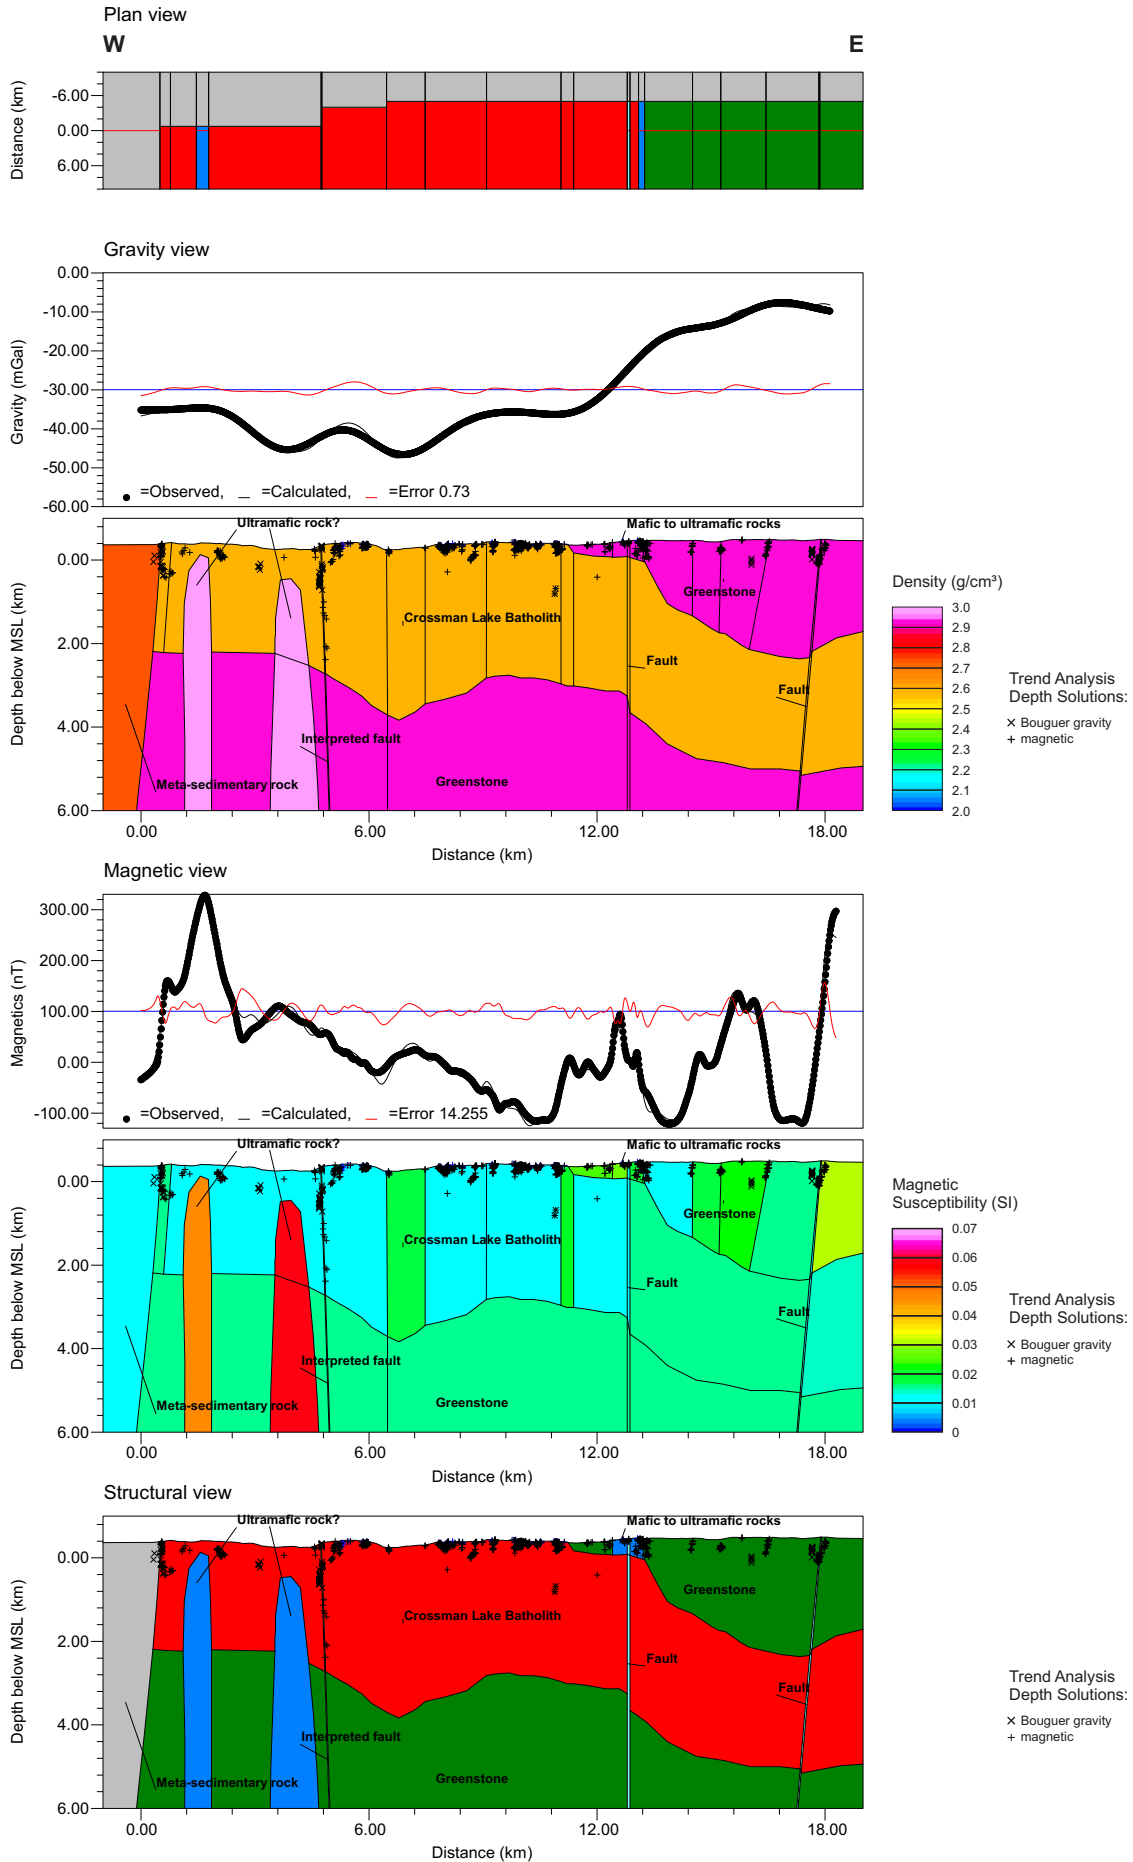 Plan view
W E
Distance (km)
-6.00
0.00
6.00
Gravity view
Gravity (mGal)
0.00
-10.00
-20.00
-30.00
-40.00
-50.00
-60.00
=Observed, =Calculated, =Error 0.73
Ultramafic rock?
Mafic to ultramafic rocks
Depth below MSL (km)
0.00
2.00
4.00
6.00
Greenstone
Crossman Lake Batholith
Fault
Fault
Interpreted fault
Meta-sedimentary rock
Greenstone
0.00 6.00 12.00 18.00
Distance (km)
Density (g/cm³)
3.0
2.9
2.8
2.7
2.6
2.5
2.4
2.3
2.2
2.1
2.0
Trend Analysis
Depth Solutions:
× Bouguer gravity
+ magnetic
Magnetic view
Magnetics (nT)
300.00
200.00
100.00
0.00
-100.00
=Observed, =Calculated, =Error 14.255
Ultramafic rock?
Mafic to ultramafic rocks
Depth below MSL (km)
0.00
2.00
4.00
6.00
Greenstone
Crossman Lake Batholith
Fault
Fault
Interpreted fault
Meta-sedimentary rock
Greenstone
0.00 6.00 12.00 18.00
Distance (km)
Magnetic
Susceptibility (SI)
0.07
0.06
0.05
0.04
0.03
0.02
0.01
0
Trend Analysis
Depth Solutions:
× Bouguer gravity
+ magnetic
Structural view
Ultramafic rock?
Mafic to ultramafic rocks
Depth below MSL (km)
0.00
2.00
4.00
6.00
Greenstone
Crossman Lake Batholith
Fault
Fault
Interpreted fault
Meta-sedimentary rock
Greenstone
0.00 6.00 12.00 18.00
Distance (km)
Trend Analysis
Depth Solutions:
× Bouguer gravity
+ magnetic